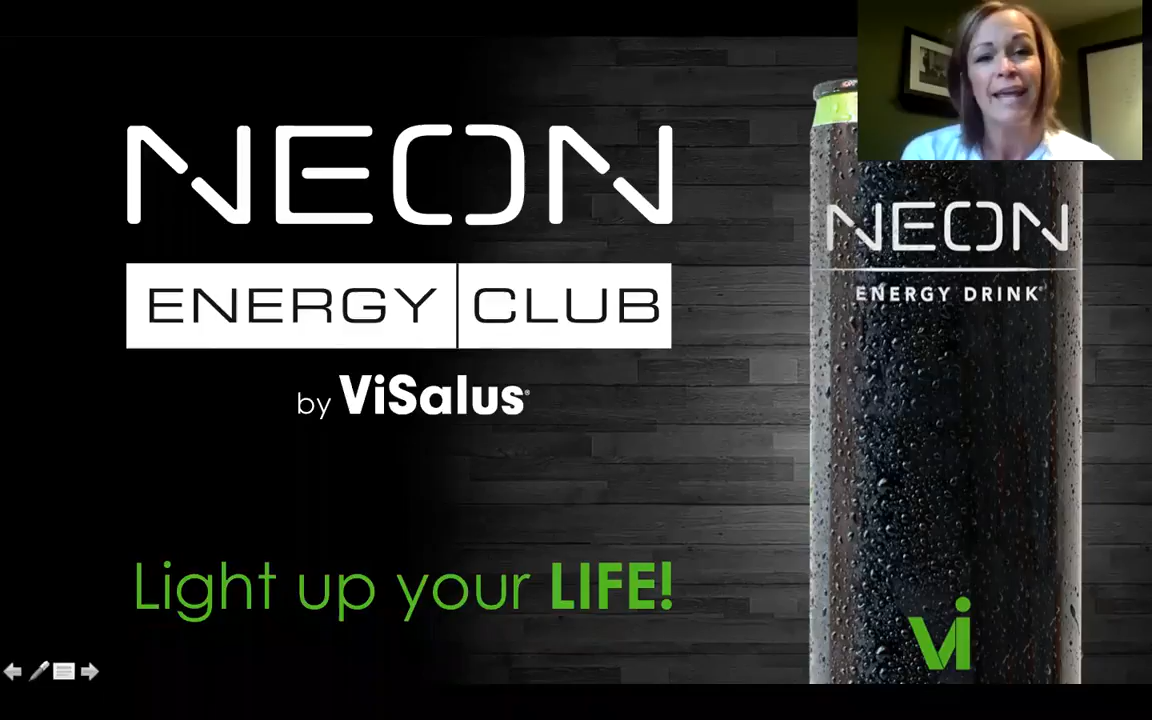 NEON
ENERGY CLUB
by ViSalus®
Light up your LIFE!
NEON
ENERGY DRINK®
vi